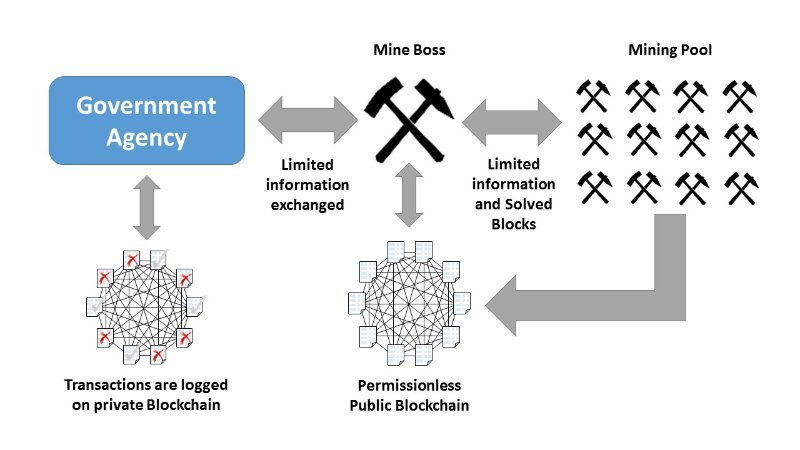 Mine Boss
Mining Pool
Government
Agency
Limited
information
exchanged
Limited
information
and Solved
Blocks
Transactions are logged
on private Blockchain
Permissionless
Public Blockchain